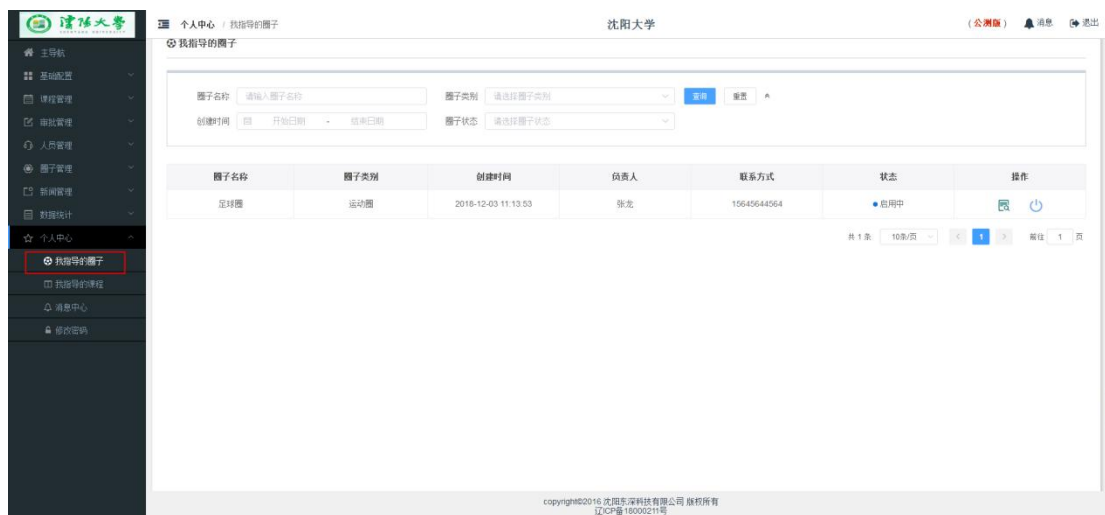 沈阳大学
SHENYANG UNIVERSITY
个人中心 / 我指导的圈子
沈阳大学
(公测版)
消息
退出
主导航
基础配置
课程管理
审批管理
人员管理
圈子管理
新闻管理
数据统计
个人中心
我指导的圈子
我指导的课程
消息中心
修改密码
我指导的圈子
圈子名称 请输入圈子名称 圈子类别 请选择圈子类别 查询 重置
创建时间 开始日期 - 结束日期 圈子状态 请选择圈子状态
圈子名称 圈子类别 创建时间 负责人 联系方式 状态 操作
足球圈 运动圈 2018-12-03 11:13:53 张龙 15645644564 启用中
共 1 条 10条/页 < 1 > 前往 1 页
copyright©2016 沈阳东深科技有限公司 版权所有
辽ICP备18000211号